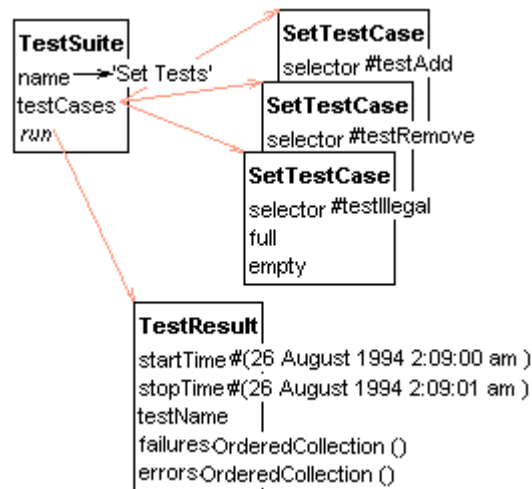 TestSuite
name 'Set Tests'
testCases
run
SetTestCase
selector #testAdd
SetTestCase
selector #testRemove
SetTestCase
selector #testIllegal
full
empty
TestResult
startTime #(26 August 1994 2:09:00 am )
stopTime #(26 August 1994 2:09:01 am )
testName
failures OrderedCollection ()
errors OrderedCollection ()